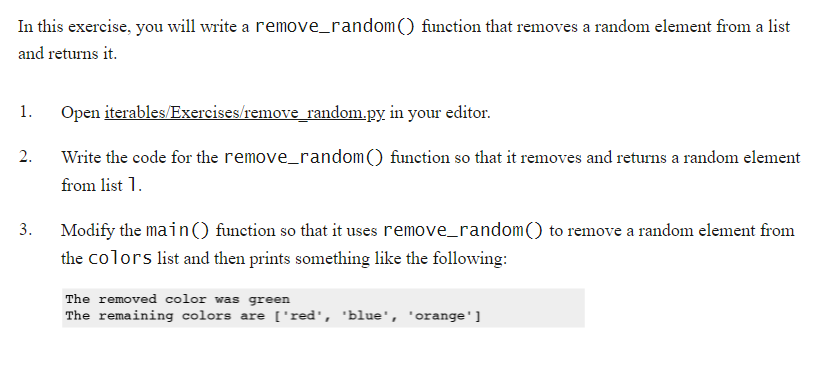 In this exercise, you will write a remove_random() function that removes a random element from a list
and returns it.
1. Open iterables/Exercises/remove_random.py in your editor.
2. Write the code for the remove_random() function so that it removes and returns a random element
from list l.
3. Modify the main() function so that it uses remove_random() to remove a random element from
the colors list and then prints something like the following:
The removed color was green
The remaining colors are ['red', 'blue', 'orange']